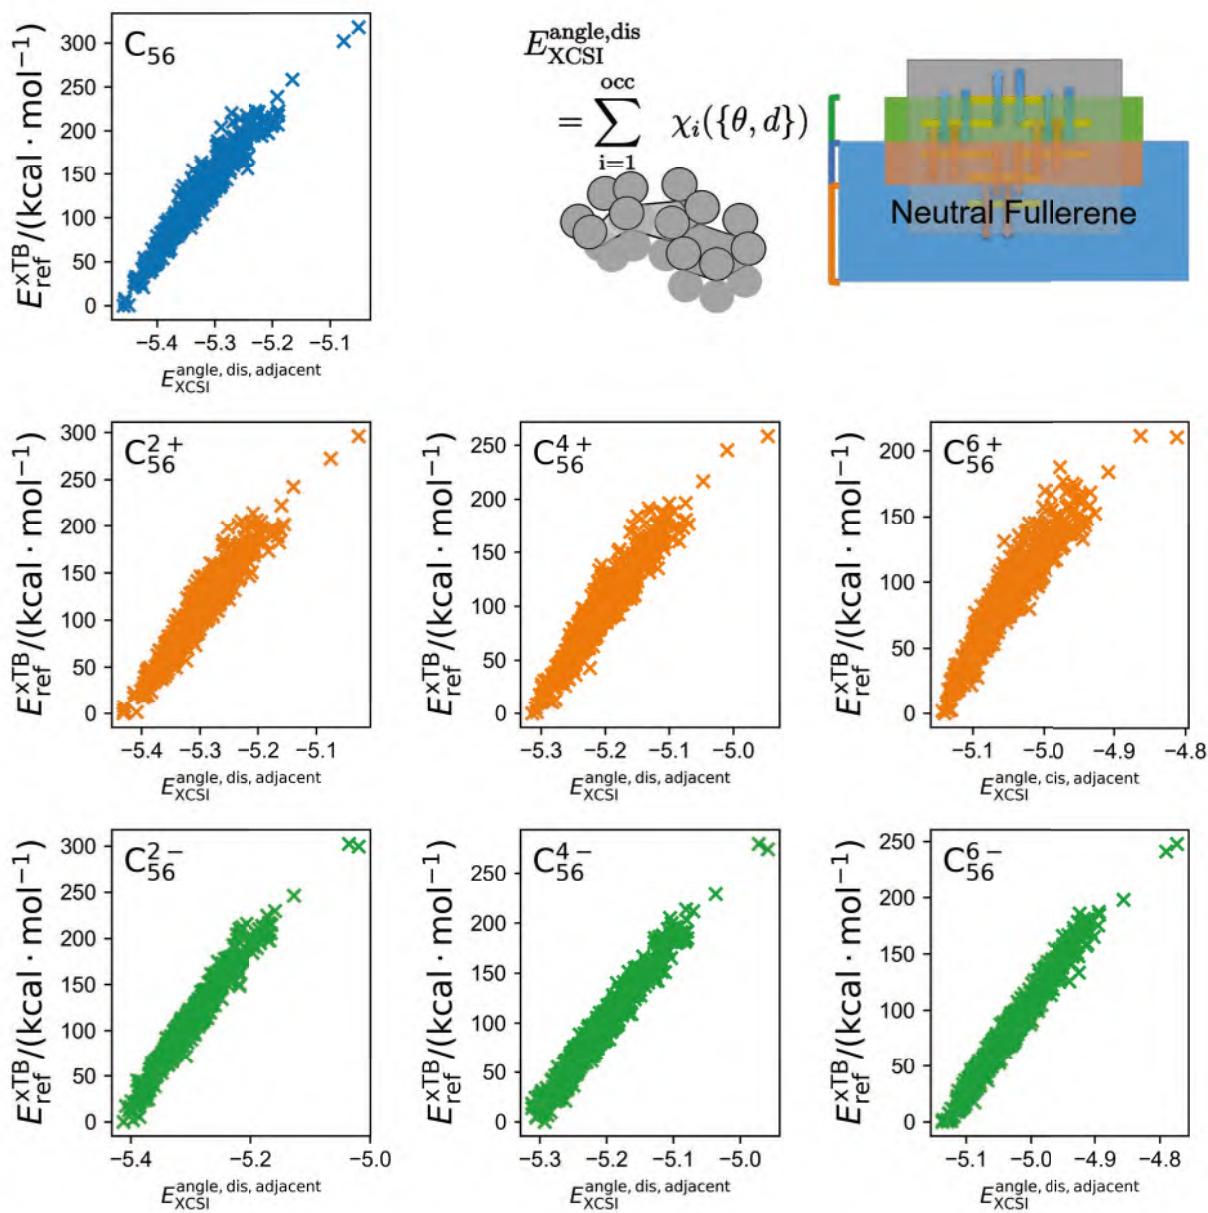 C56
300
250
200
150
100
50
0
E_ref^xTB/(kcal · mol⁻¹)
−5.4 −5.3 −5.2 −5.1
E_XCSI^angle, dis, adjacent
E_XCSI^angle,dis
= ∑_{i=1}^{occ} χ_i({θ, d})
Neutral Fullerene
C56^2+
300
250
200
150
100
50
0
E_ref^xTB/(kcal · mol⁻¹)
−5.4 −5.3 −5.2 −5.1
E_XCSI^angle, dis, adjacent
C56^4+
250
200
150
100
50
0
E_ref^xTB/(kcal · mol⁻¹)
−5.3 −5.2 −5.1 −5.0
E_XCSI^angle, dis, adjacent
C56^6+
200
150
100
50
0
E_ref^xTB/(kcal · mol⁻¹)
−5.1 −5.0 −4.9 −4.8
E_XCSI^angle, cis, adjacent
C56^2−
300
250
200
150
100
50
0
E_ref^xTB/(kcal · mol⁻¹)
−5.4 −5.2 −5.0
E_XCSI^angle, dis, adjacent
C56^4−
250
200
150
100
50
0
E_ref^xTB/(kcal · mol⁻¹)
−5.3 −5.2 −5.1 −5.0
E_XCSI^angle, dis, adjacent
C56^6−
250
200
150
100
50
0
E_ref^xTB/(kcal · mol⁻¹)
−5.1 −5.0 −4.9 −4.8
E_XCSI^angle, dis, adjacent